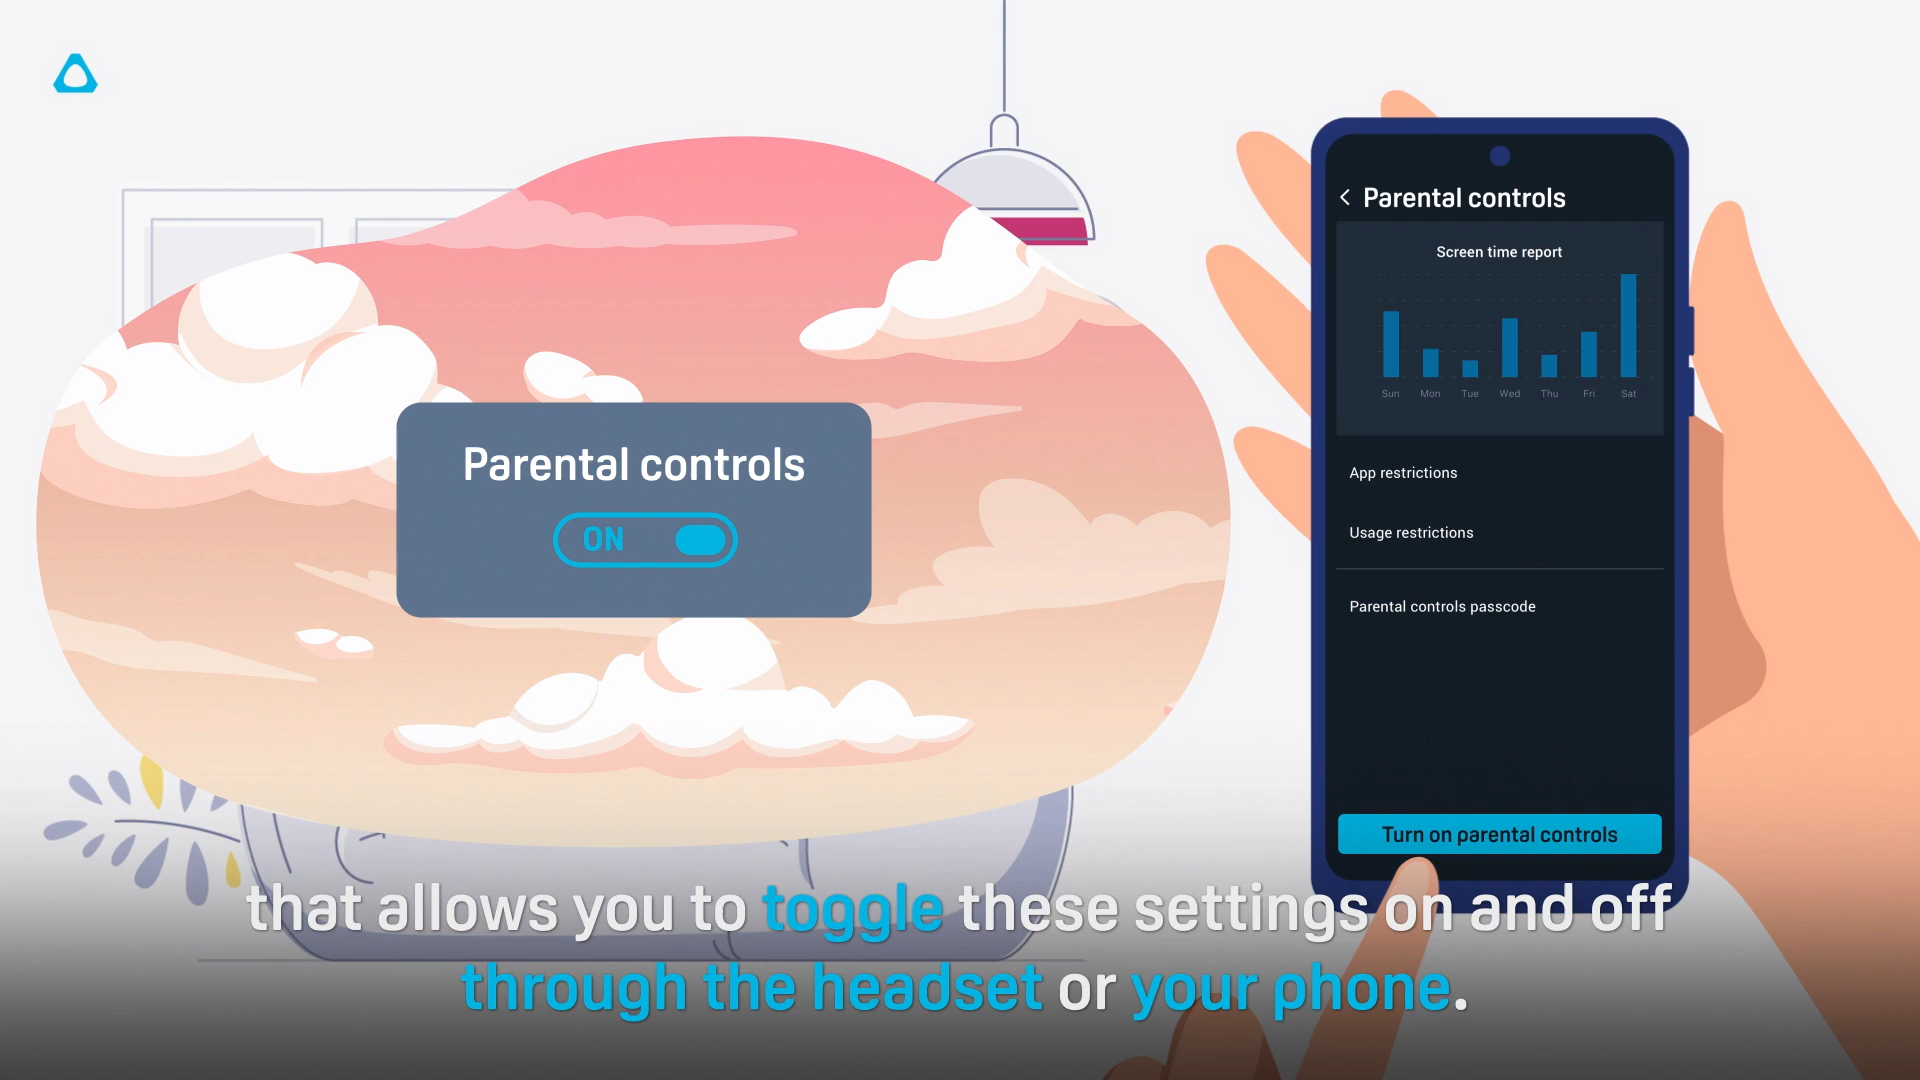 Parental controls
ON
Parental controls
Screen time report
Sun Mon Tue Wed Thu Fri Sat
App restrictions
Usage restrictions
Parental controls passcode
Turn on parental controls
that allows you to toggle these settings on and off
through the headset or your phone.